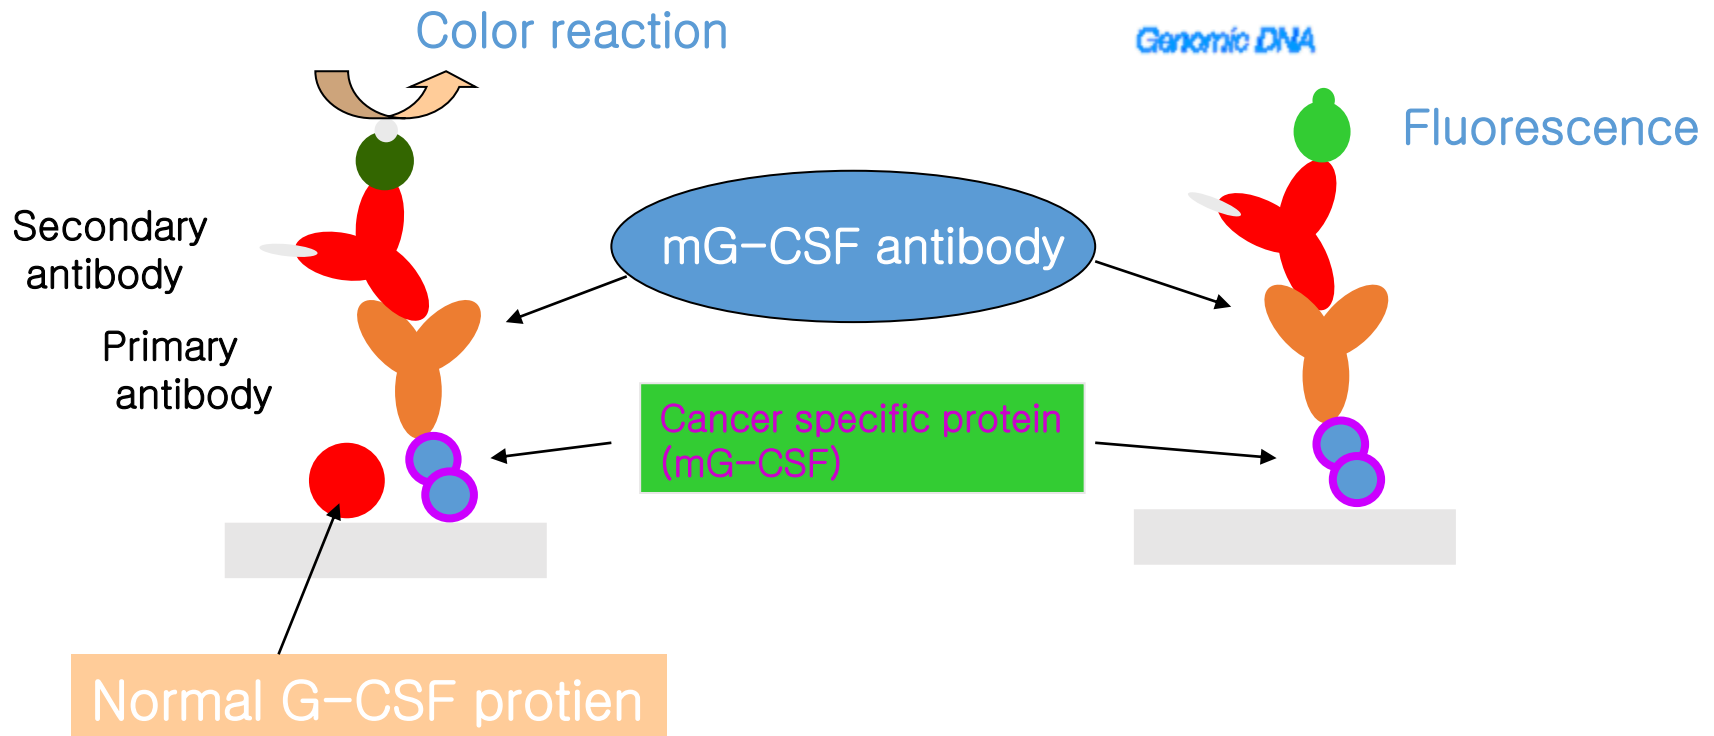 Color reaction
Genomic DNA
Fluorescence
Secondary
antibody
mG-CSF antibody
Primary
antibody
Cancer specific protein
(mG-CSF)
Normal G-CSF protien